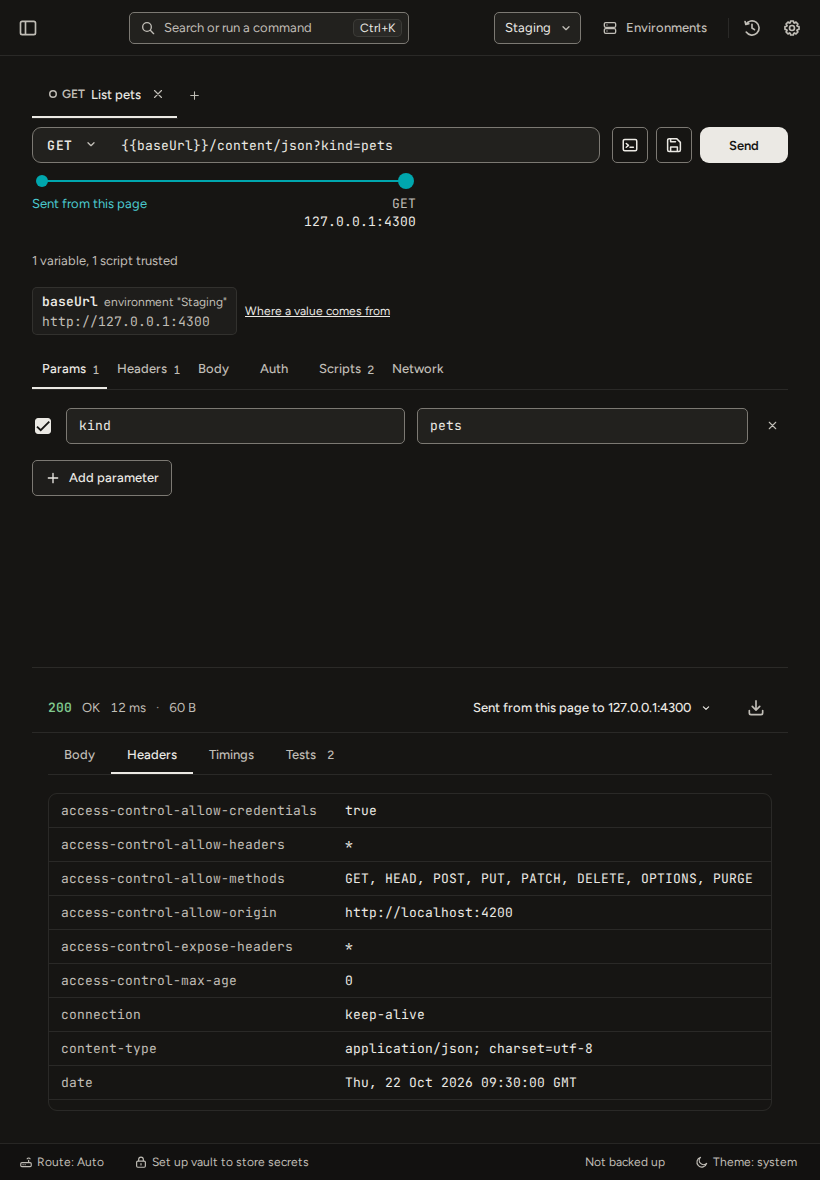 Search or run a command Ctrl+K Staging Environments
GET List pets
GET {{baseUrl}}/content/json?kind=pets Send
Sent from this page GET
127.0.0.1:4300
1 variable, 1 script trusted
baseUrl environment "Staging"
http://127.0.0.1:4300
Where a value comes from
Params 1 Headers 1 Body Auth Scripts 2 Network
kind pets
Add parameter
200 OK 12 ms · 60 B Sent from this page to 127.0.0.1:4300
Body Headers Timings Tests 2
access-control-allow-credentials true
access-control-allow-headers *
access-control-allow-methods GET, HEAD, POST, PUT, PATCH, DELETE, OPTIONS, PURGE
access-control-allow-origin http://localhost:4200
access-control-expose-headers *
access-control-max-age 0
connection keep-alive
content-type application/json; charset=utf-8
date Thu, 22 Oct 2026 09:30:00 GMT
Route: Auto Set up vault to store secrets Not backed up Theme: system